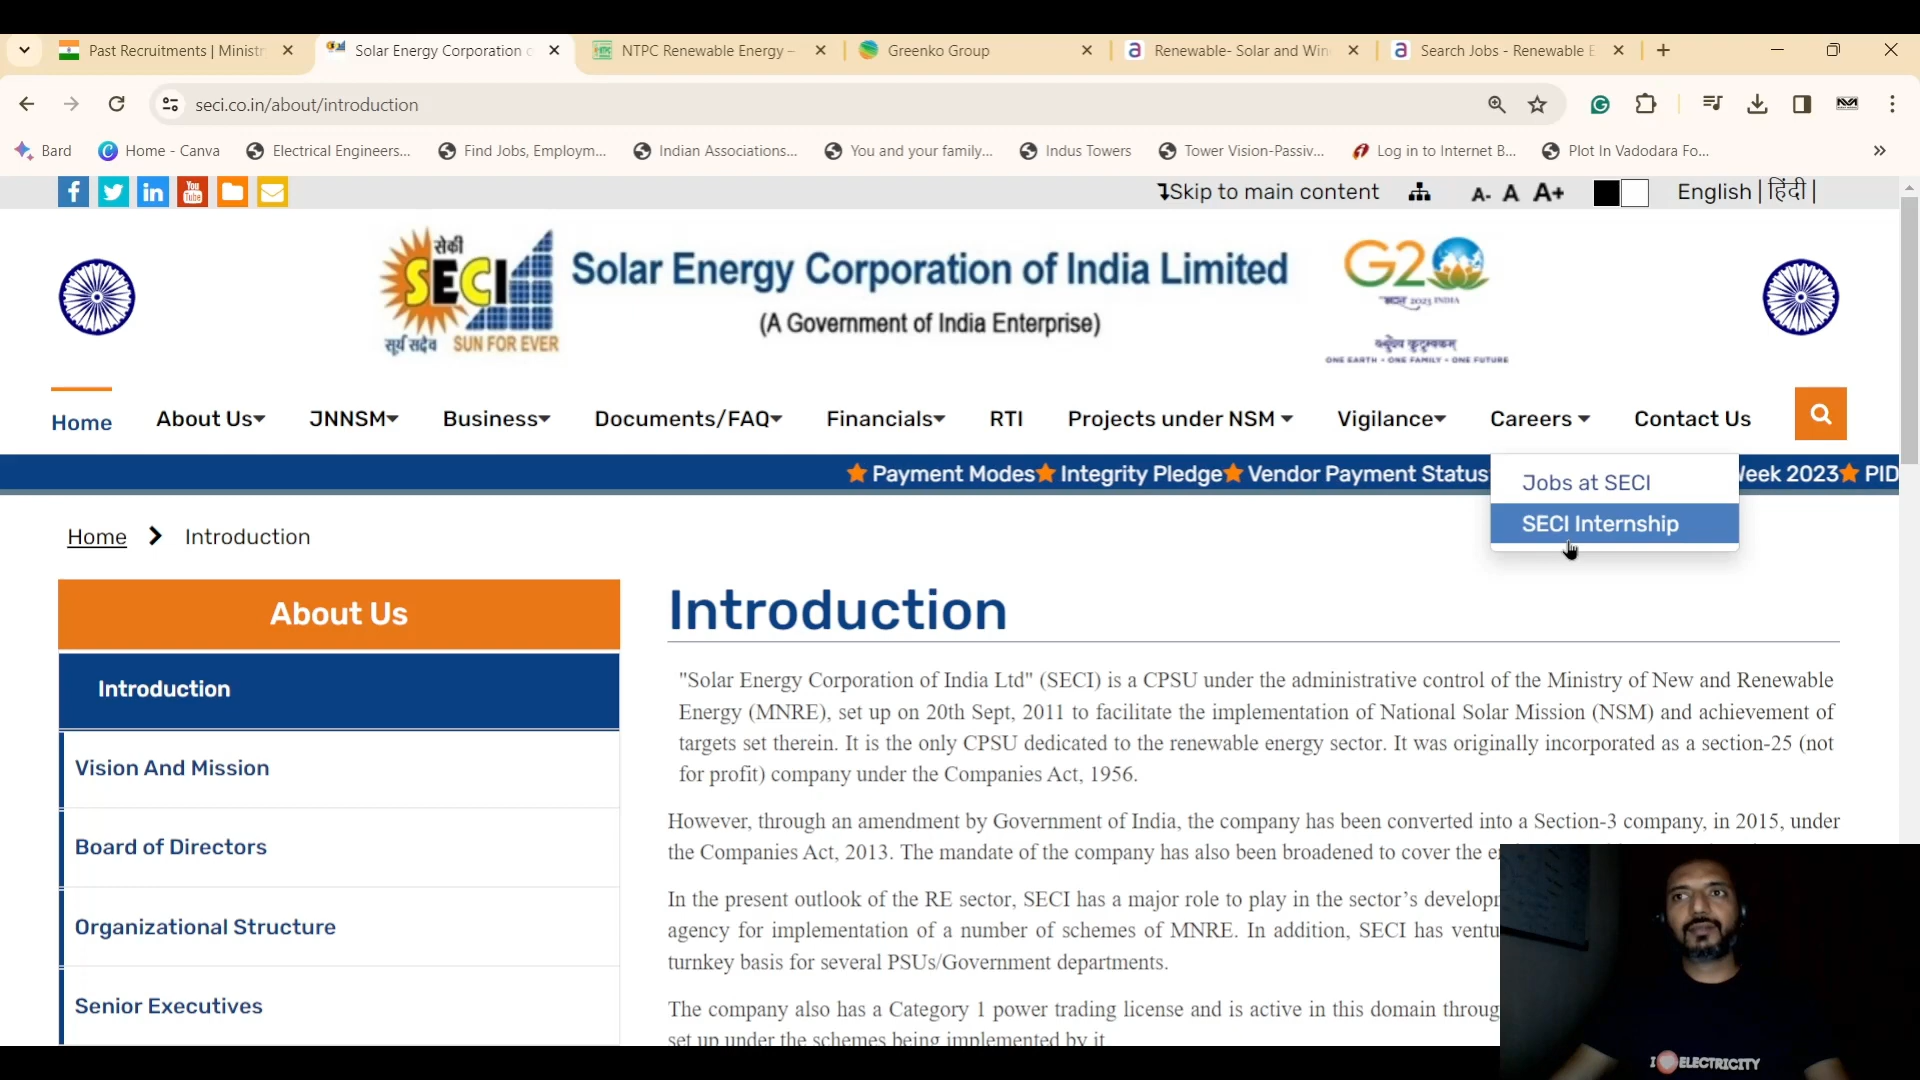 Past Recruitments | Ministr
Solar Energy Corporation o
NTPC Renewable Energy –
Greenko Group
Renewable- Solar and Win
Search Jobs - Renewable E
seci.co.in/about/introduction
Bard
Home - Canva
Electrical Engineers...
Find Jobs, Employm...
Indian Associations...
You and your family...
Indus Towers
Tower Vision-Passiv...
Log in to Internet B...
Plot In Vadodara Fo...
Skip to main content
A- A A+
English | हिंदी |
सेकी
SECI
सूर्य सदैव SUN FOR EVER
Solar Energy Corporation of India Limited
(A Government of India Enterprise)
G20
2023 INDIA
वसुधैव कुटुम्बकम्
ONE EARTH • ONE FAMILY • ONE FUTURE
Home
About Us
JNNSM
Business
Documents/FAQ
Financials
RTI
Projects under NSM
Vigilance
Careers
Contact Us
Payment Modes
Integrity Pledge
Vendor Payment Status
Week 2023
PID
Jobs at SECI
SECI Internship
Home
Introduction
About Us
Introduction
Vision And Mission
Board of Directors
Organizational Structure
Senior Executives
Introduction
"Solar Energy Corporation of India Ltd" (SECI) is a CPSU under the administrative control of the Ministry of New and Renewable
Energy (MNRE), set up on 20th Sept, 2011 to facilitate the implementation of National Solar Mission (NSM) and achievement of
targets set therein. It is the only CPSU dedicated to the renewable energy sector. It was originally incorporated as a section-25 (not
for profit) company under the Companies Act, 1956.
However, through an amendment by Government of India, the company has been converted into a Section-3 company, in 2015, under
the Companies Act, 2013. The mandate of the company has also been broadened to cover the
In the present outlook of the RE sector, SECI has a major role to play in the sector's develop
agency for implementation of a number of schemes of MNRE. In addition, SECI has ventu
turnkey basis for several PSUs/Government departments.
The company also has a Category 1 power trading license and is active in this domain throug
set up under the schemes being implemented by it
I ELECTRICITY